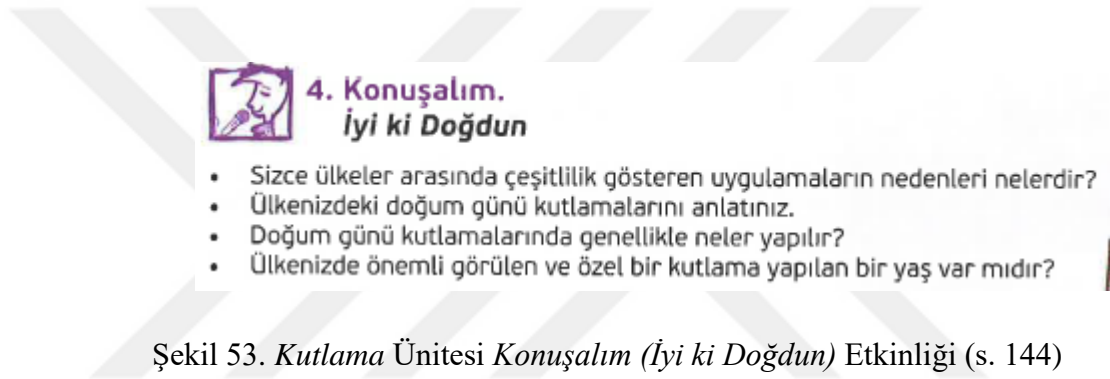 4. Konuşalım.
İyi ki Doğdun
• Sizce ülkeler arasında çeşitlilik gösteren uygulamaların nedenleri nelerdir?
• Ülkenizdeki doğum günü kutlamalarını anlatınız.
• Doğum günü kutlamalarında genellikle neler yapılır?
• Ülkenizde önemli görülen ve özel bir kutlama yapılan bir yaş var mıdır?
Şekil 53. Kutlama Ünitesi Konuşalım (İyi ki Doğdun) Etkinliği (s. 144)